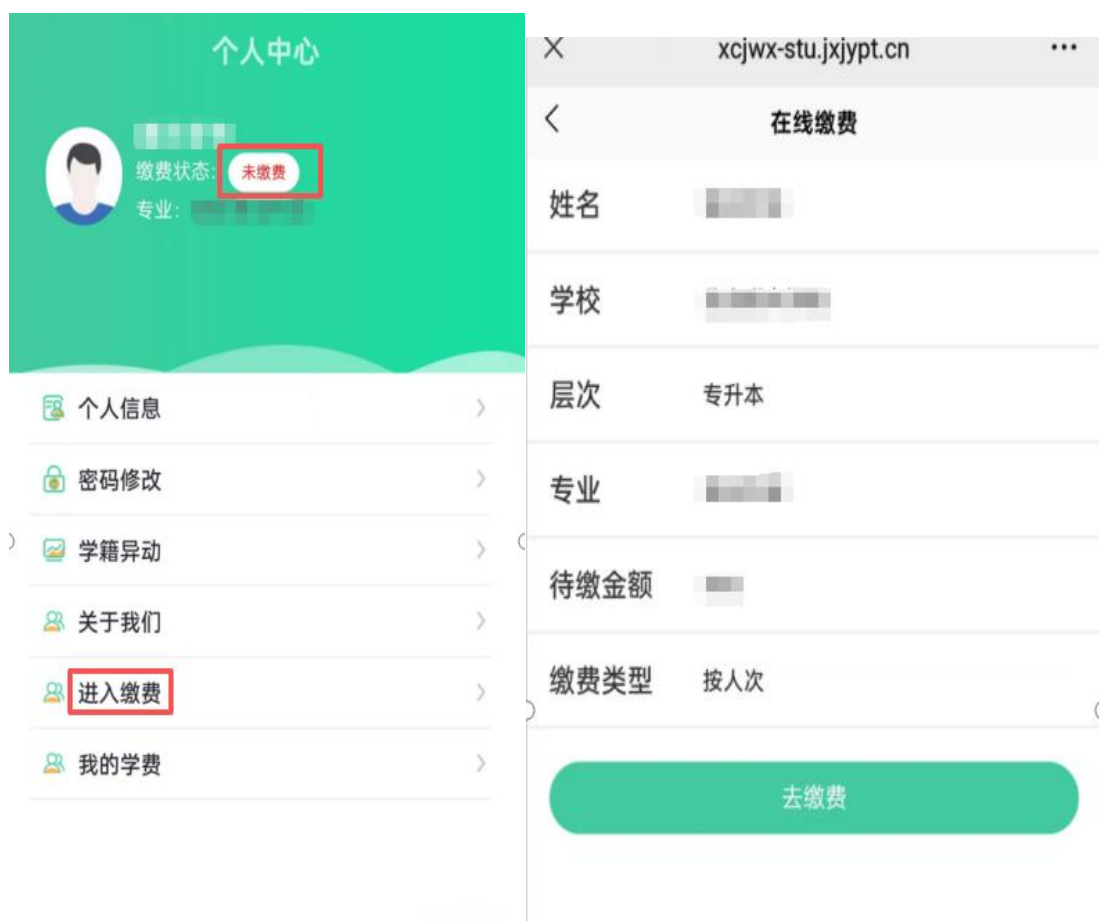 个人中心
缴费状态: 未缴费
专业:
个人信息
密码修改
学籍异动
关于我们
进入缴费
我的学费
xcjwx-stu.jxjypt.cn
在线缴费
姓名
学校
层次 专升本
专业
待缴金额
缴费类型 按人次
去缴费